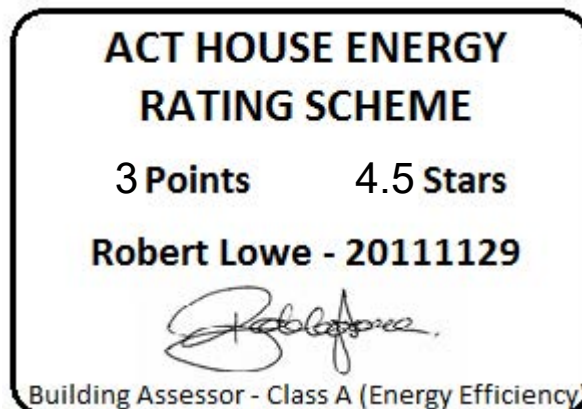 ACT HOUSE ENERGY
RATING SCHEME
3 Points 4.5 Stars
Robert Lowe - 20111129
Building Assessor - Class A (Energy Efficiency)